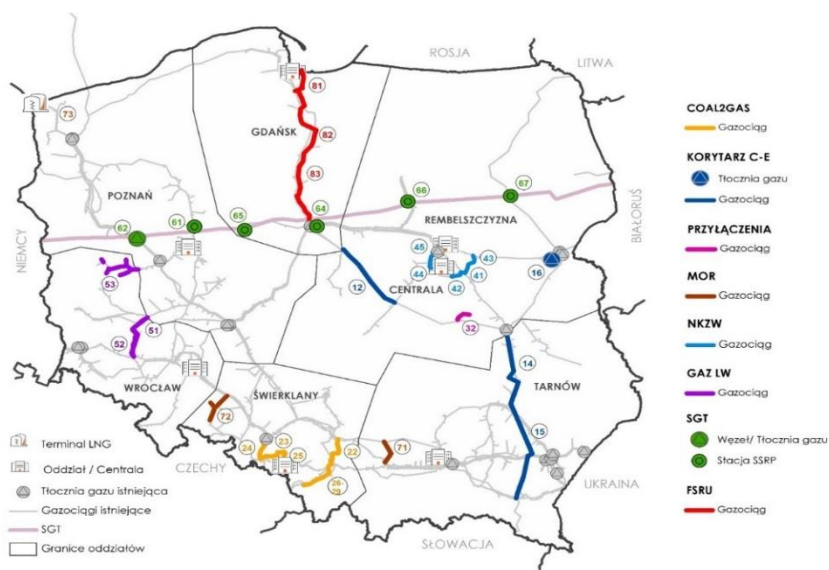 ROSJA
LITWA
81
73
GDAŃSK
82
POZNAŃ
83
66
67
61
65
64
62
REMBELSZCZYZNA
BIAŁORUŚ
NIEMCY
45
43
16
44
41
53
12
42
CENTRALA
51
32
52
14
WROCŁAW
ŚWIERKLANY
TARNÓW
72
15
23
24
25
22
71
CZECHY
26-
29
UKRAINA
SŁOWACJA
Terminal LNG
Oddział / Centrala
Tłocznia gazu istniejąca
Gazociągi istniejące
SGT
Granice oddziałów
COAL2GAS
Gazociąg
KORYTARZ C-E
Tłocznia gazu
Gazociąg
PRZYŁĄCZENIA
Gazociąg
MOR
Gazociąg
NKZW
Gazociąg
GAZ LW
Gazociąg
SGT
Węzeł/ Tłocznia gazu
Stacja SSRP
FSRU
Gazociąg